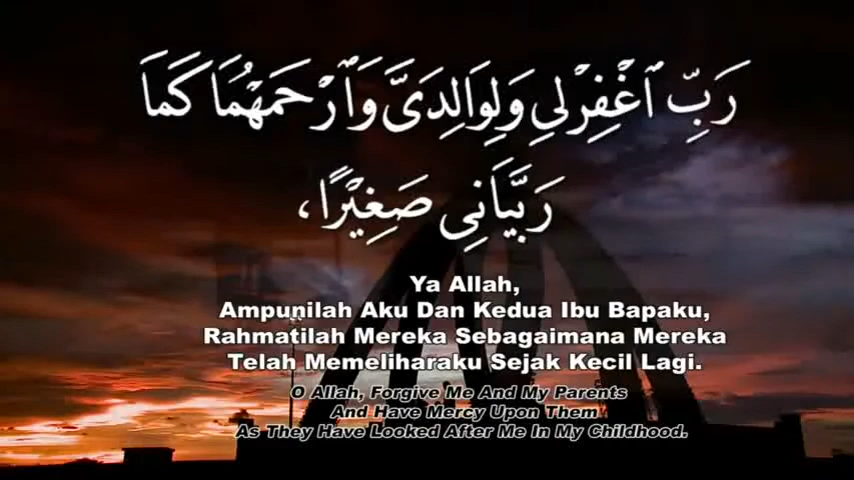 رَبِّ ٱغْفِرْلِي وَلِوَالِدَيَّ وَٱرْحَمْهُمَا كَمَا
رَبَّيَانِي صَغِيْرًا،
Ya Allah,
Ampunilah Aku Dan Kedua Ibu Bapaku,
Rahmatilah Mereka Sebagaimana Mereka
Telah Memeliharaku Sejak Kecil Lagi.
O Allah, Forgive Me And My Parents
And Have Mercy Upon Them
As They Have Looked After Me In My Childhood.